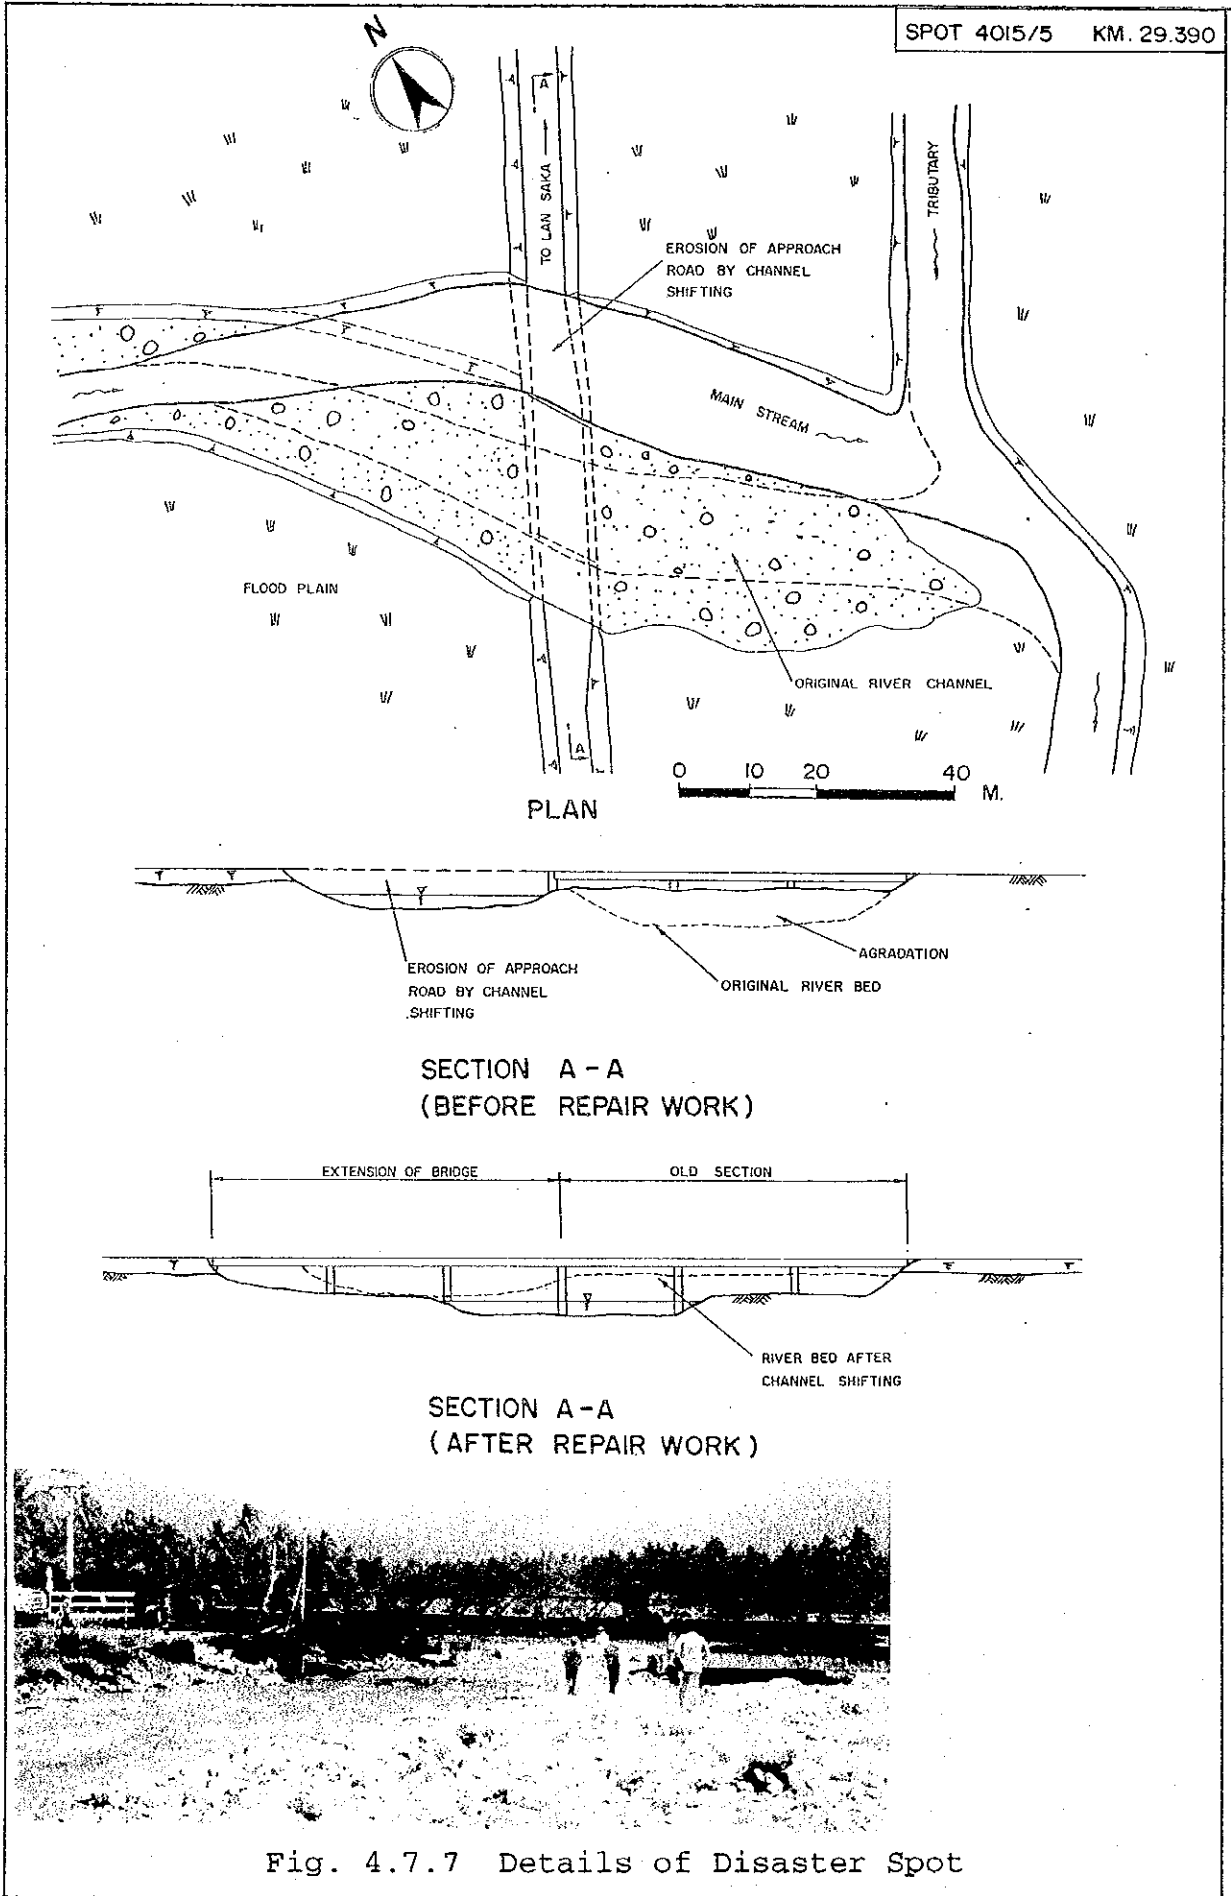 SPOT 4015/5 KM. 29.390
N
A
TO LAN SAKA
TRIBUTARY
EROSION OF APPROACH
ROAD BY CHANNEL
SHIFTING
MAIN STREAM
FLOOD PLAIN
ORIGINAL RIVER CHANNEL
A
0 10 20 40 M.
PLAN
AGRADATION
EROSION OF APPROACH
ROAD BY CHANNEL
SHIFTING
ORIGINAL RIVER BED
SECTION A-A
(BEFORE REPAIR WORK)
EXTENSION OF BRIDGE OLD SECTION
RIVER BED AFTER
CHANNEL SHIFTING
SECTION A-A
(AFTER REPAIR WORK)
Fig. 4.7.7 Details of Disaster Spot